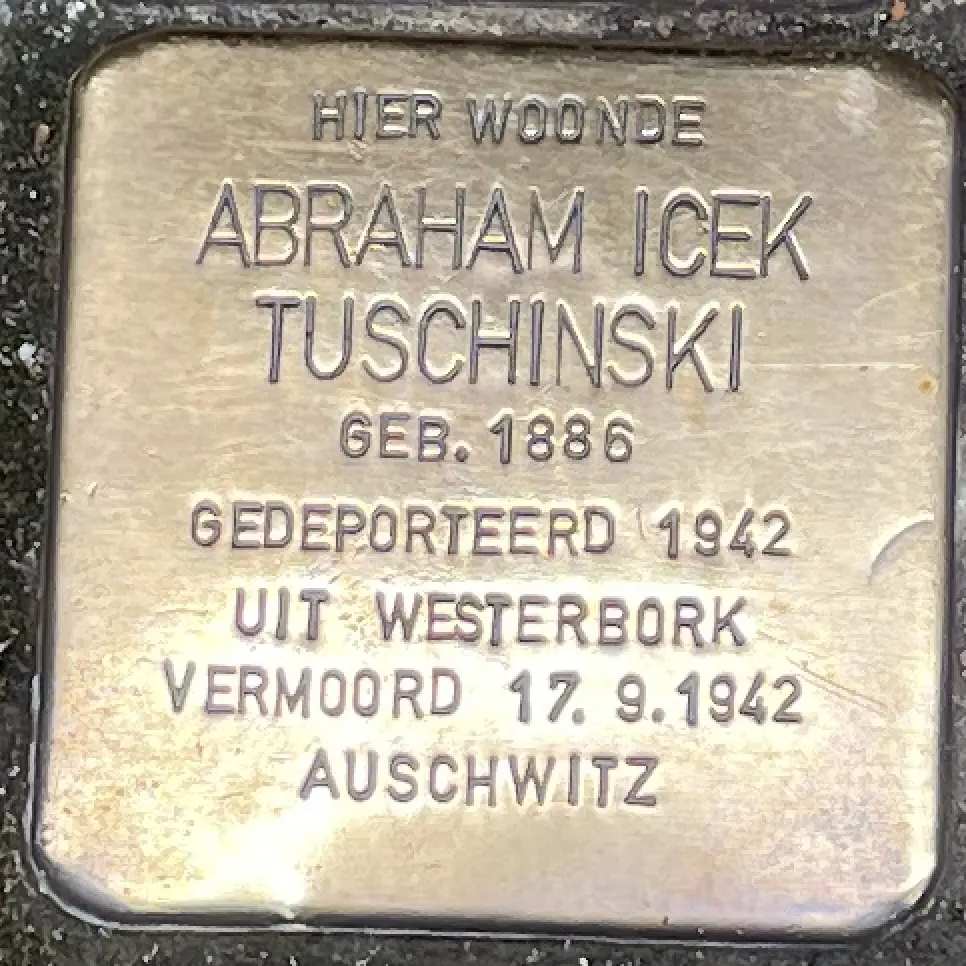 HIER WOONDE
ABRAHAM ICEK
TUSCHINSKI
GEB. 1886
GEDEPORTEERD 1942
UIT WESTERBORK
VERMOORD 17. 9.1942
AUSCHWITZ